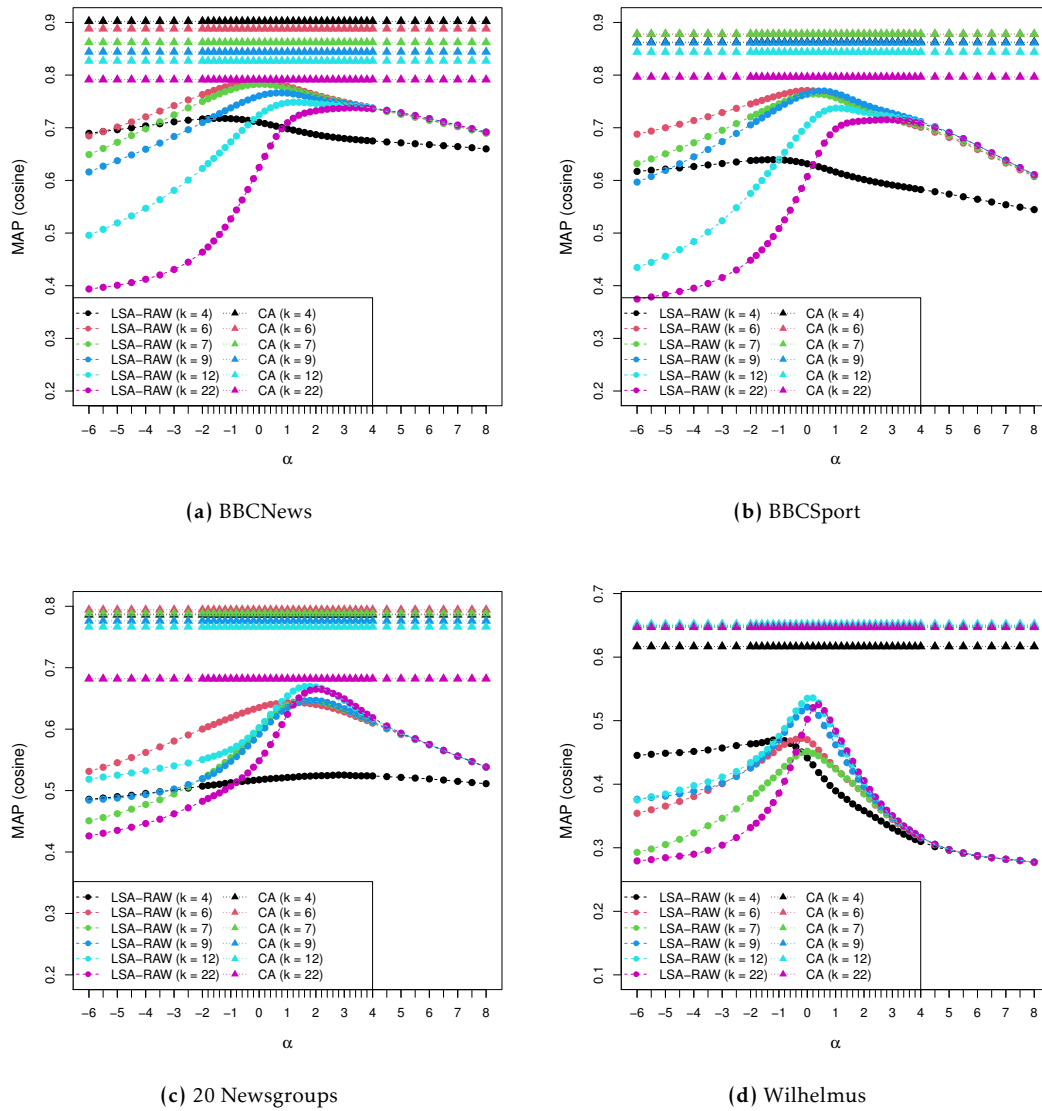 0.9
0.8
0.7
0.6
0.5
0.4
0.3
0.2
MAP (cosine)
LSA−RAW (k = 4) CA (k = 4)
LSA−RAW (k = 6) CA (k = 6)
LSA−RAW (k = 7) CA (k = 7)
LSA−RAW (k = 9) CA (k = 9)
LSA−RAW (k = 12) CA (k = 12)
LSA−RAW (k = 22) CA (k = 22)
−6 −5 −4 −3 −2 −1 0 1 2 3 4 5 6 7 8
α
(a) BBCNews
0.9
0.8
0.7
0.6
0.5
0.4
0.3
0.2
MAP (cosine)
LSA−RAW (k = 4) CA (k = 4)
LSA−RAW (k = 6) CA (k = 6)
LSA−RAW (k = 7) CA (k = 7)
LSA−RAW (k = 9) CA (k = 9)
LSA−RAW (k = 12) CA (k = 12)
LSA−RAW (k = 22) CA (k = 22)
−6 −5 −4 −3 −2 −1 0 1 2 3 4 5 6 7 8
α
(b) BBCSport
0.8
0.7
0.6
0.5
0.4
0.3
0.2
MAP (cosine)
LSA−RAW (k = 4) CA (k = 4)
LSA−RAW (k = 6) CA (k = 6)
LSA−RAW (k = 7) CA (k = 7)
LSA−RAW (k = 9) CA (k = 9)
LSA−RAW (k = 12) CA (k = 12)
LSA−RAW (k = 22) CA (k = 22)
−6 −5 −4 −3 −2 −1 0 1 2 3 4 5 6 7 8
α
(c) 20 Newsgroups
0.7
0.6
0.5
0.4
0.3
0.2
0.1
MAP (cosine)
LSA−RAW (k = 4) CA (k = 4)
LSA−RAW (k = 6) CA (k = 6)
LSA−RAW (k = 7) CA (k = 7)
LSA−RAW (k = 9) CA (k = 9)
LSA−RAW (k = 12) CA (k = 12)
LSA−RAW (k = 22) CA (k = 22)
−6 −5 −4 −3 −2 −1 0 1 2 3 4 5 6 7 8
α
(d) Wilhelmus